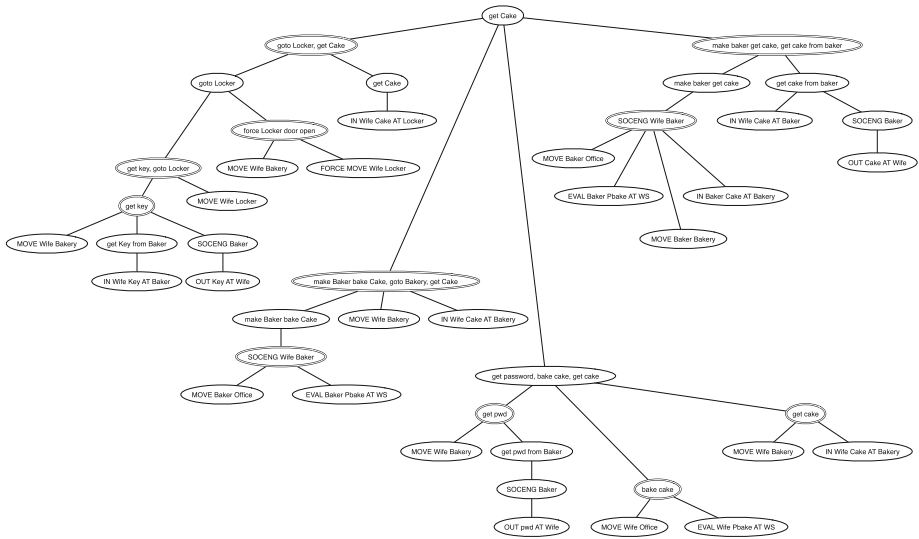 get Cake
goto Locker, get Cake
make baker get cake, get cake from baker
goto Locker
get Cake
make baker get cake
get cake from baker
IN Wife Cake AT Locker
SOCENG Wife Baker
IN Wife Cake AT Baker
SOCENG Baker
force Locker door open
MOVE Baker Office
OUT Cake AT Wife
get key, goto Locker
MOVE Wife Bakery
FORCE MOVE Wife Locker
EVAL Baker Pbake AT WS
IN Baker Cake AT Bakery
MOVE Wife Locker
get key
MOVE Baker Bakery
MOVE Wife Bakery
get Key from Baker
SOCENG Baker
IN Wife Key AT Baker
OUT Key AT Wife
make Baker bake Cake, goto Bakery, get Cake
make Baker bake Cake
MOVE Wife Bakery
IN Wife Cake AT Bakery
SOCENG Wife Baker
MOVE Baker Office
EVAL Baker Pbake AT WS
get password, bake cake, get cake
get pwd
get cake
MOVE Wife Bakery
get pwd from Baker
MOVE Wife Bakery
IN Wife Cake AT Bakery
SOCENG Baker
bake cake
OUT pwd AT Wife
MOVE Wife Office
EVAL Wife Pbake AT WS